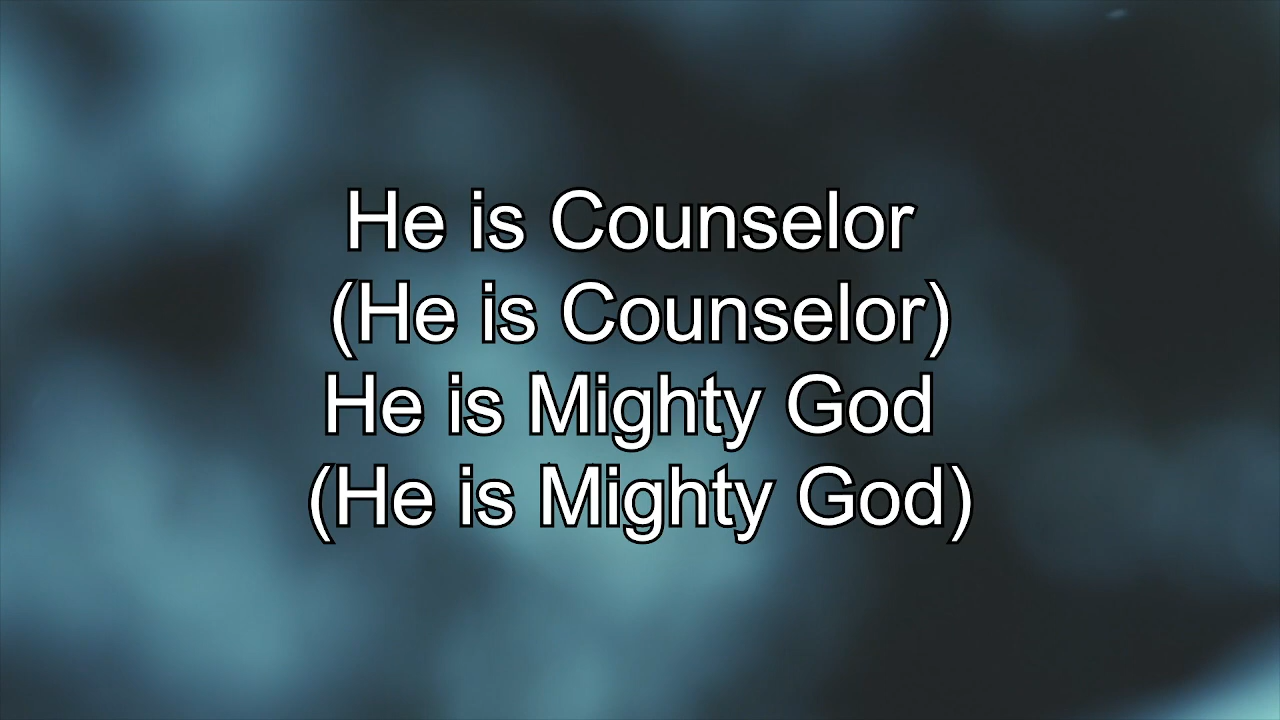 He is Counselor
(He is Counselor)
He is Mighty God
(He is Mighty God)